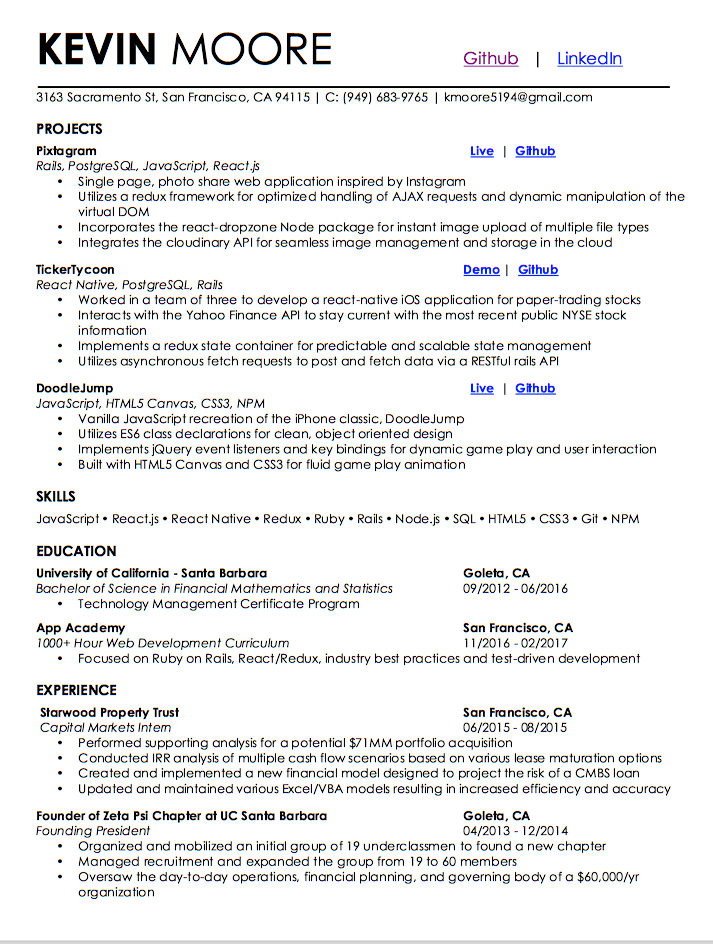 KEVIN MOORE
Github | LinkedIn
3163 Sacramento St, San Francisco, CA 94115 | C: (949) 683-9765 | kmoore5194@gmail.com
PROJECTS
Pixtagram Live | Github
Rails, PostgreSQL, JavaScript, React.js
• Single page, photo share web application inspired by Instagram
• Utilizes a redux framework for optimized handling of AJAX requests and dynamic manipulation of the
virtual DOM
• Incorporates the react-dropzone Node package for instant image upload of multiple file types
• Integrates the cloudinary API for seamless image management and storage in the cloud
TickerTycoon Demo | Github
React Native, PostgreSQL, Rails
• Worked in a team of three to develop a react-native iOS application for paper-trading stocks
• Interacts with the Yahoo Finance API to stay current with the most recent public NYSE stock
information
• Implements a redux state container for predictable and scalable state management
• Utilizes asynchronous fetch requests to post and fetch data via a RESTful rails API
DoodleJump Live | Github
JavaScript, HTML5 Canvas, CSS3, NPM
• Vanilla JavaScript recreation of the iPhone classic, DoodleJump
• Utilizes ES6 class declarations for clean, object oriented design
• Implements jQuery event listeners and key bindings for dynamic game play and user interaction
• Built with HTML5 Canvas and CSS3 for fluid game play animation
SKILLS
JavaScript • React.js • React Native • Redux • Ruby • Rails • Node.js • SQL • HTML5 • CSS3 • Git • NPM
EDUCATION
University of California - Santa Barbara Goleta, CA
Bachelor of Science in Financial Mathematics and Statistics 09/2012 - 06/2016
• Technology Management Certificate Program
App Academy San Francisco, CA
1000+ Hour Web Development Curriculum 11/2016 - 02/2017
• Focused on Ruby on Rails, React/Redux, industry best practices and test-driven development
EXPERIENCE
Starwood Property Trust San Francisco, CA
Capital Markets Intern 06/2015 - 08/2015
• Performed supporting analysis for a potential $71MM portfolio acquisition
• Conducted IRR analysis of multiple cash flow scenarios based on various lease maturation options
• Created and implemented a new financial model designed to project the risk of a CMBS loan
• Updated and maintained various Excel/VBA models resulting in increased efficiency and accuracy
Founder of Zeta Psi Chapter at UC Santa Barbara Goleta, CA
Founding President 04/2013 - 12/2014
• Organized and mobilized an initial group of 19 underclassmen to found a new chapter
• Managed recruitment and expanded the group from 19 to 60 members
• Oversaw the day-to-day operations, financial planning, and governing body of a $60,000/yr
organization